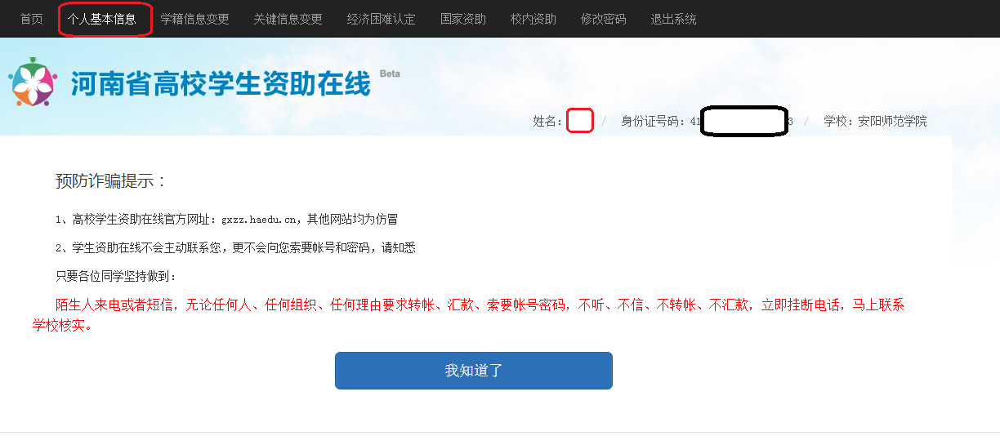 首页 个人基本信息 学籍信息变更 关键信息变更 经济困难认定 国家资助 校内资助 修改密码 退出系统
河南省高校学生资助在线 Beta
姓名： / 身份证号码：41 3 / 学校：安阳师范学院
预防诈骗提示：
1、高校学生资助在线官方网址：gxzz.haedu.cn，其他网站均为仿冒
2、学生资助在线不会主动联系您，更不会向您索要帐号和密码，请知悉
只要各位同学坚持做到：
陌生人来电或者短信，无论任何人、任何组织、任何理由要求转帐、汇款、索要帐号密码，不听、不信、不转帐、不汇款，立即挂断电话，马上联系
学校核实。
我知道了